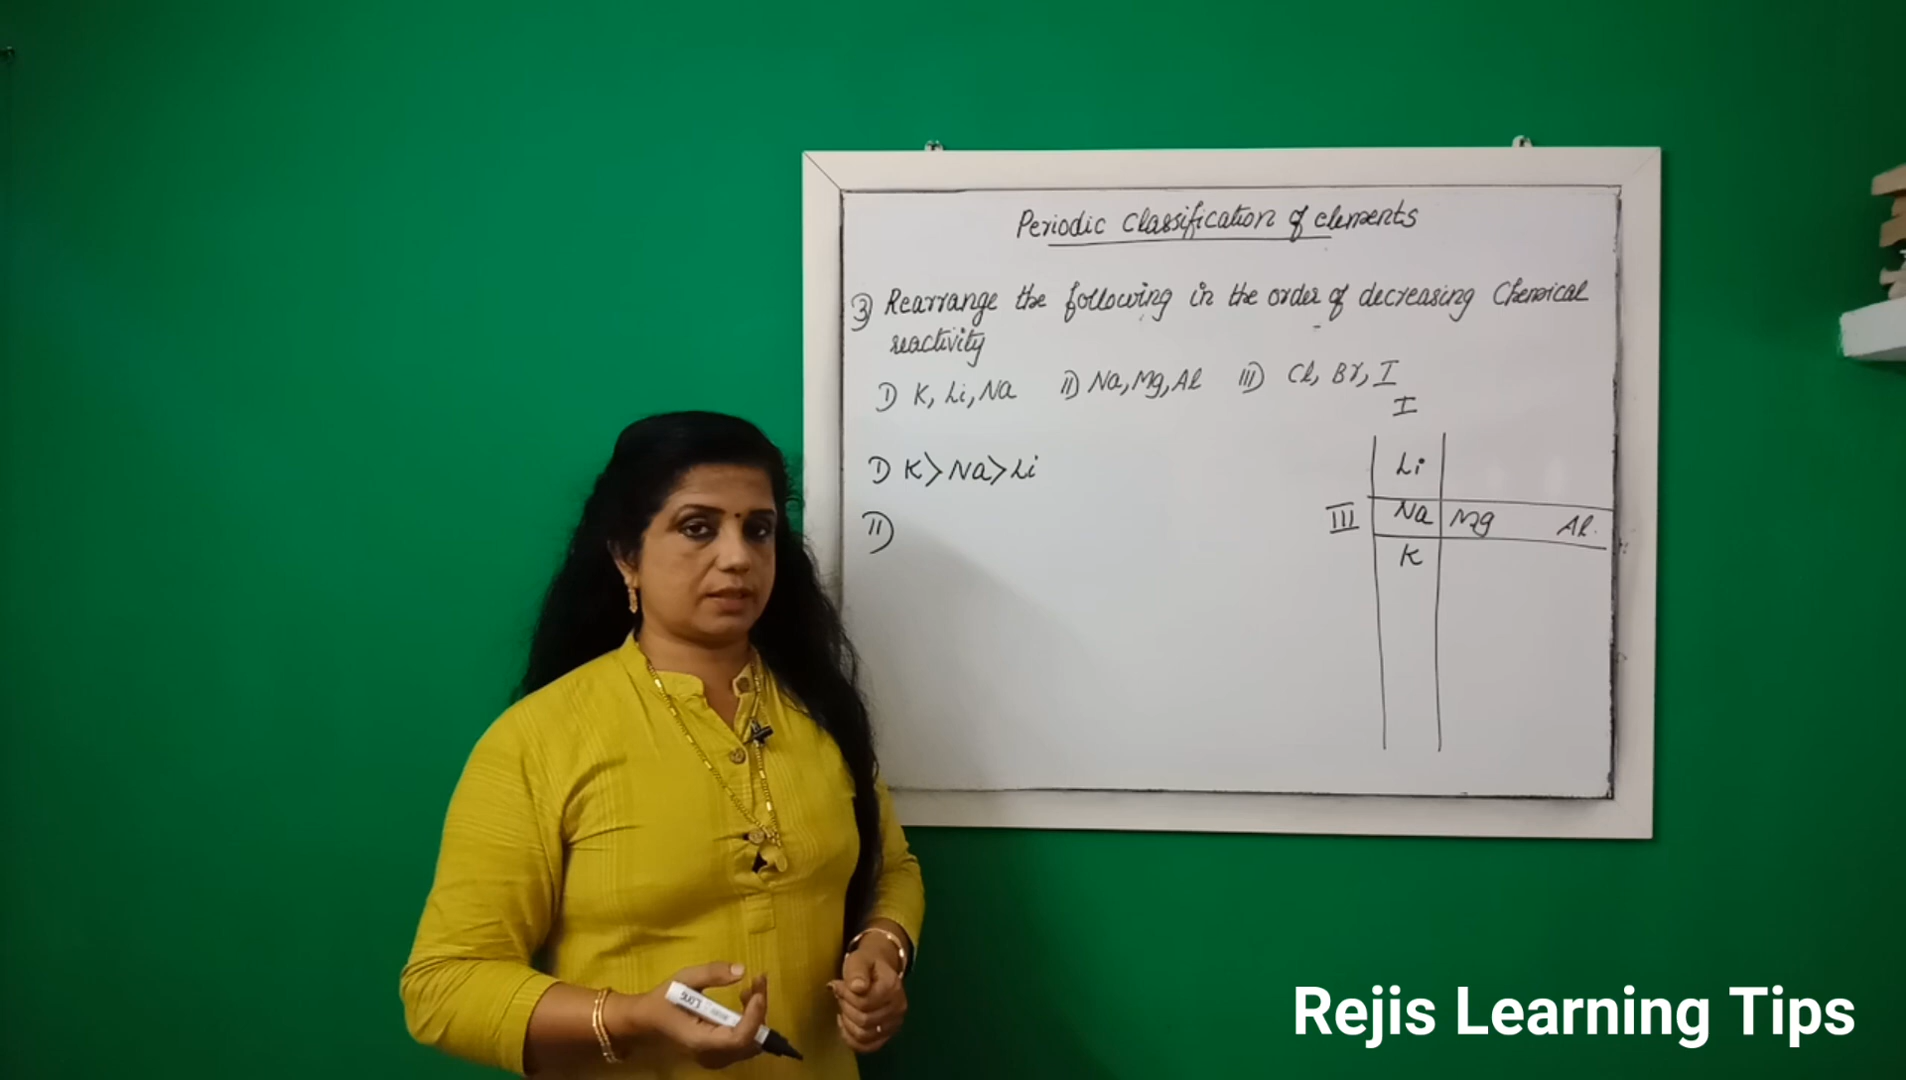 Periodic Classification of elements
③ Rearrange the following in the order of decreasing Chemical
reactivity
I) K, Li, Na II) Na, Mg, Al III) Cl, Br, I
I
I) K > Na > Li
Li
II)
III Na Mg Al.
K
Rejis Learning Tips